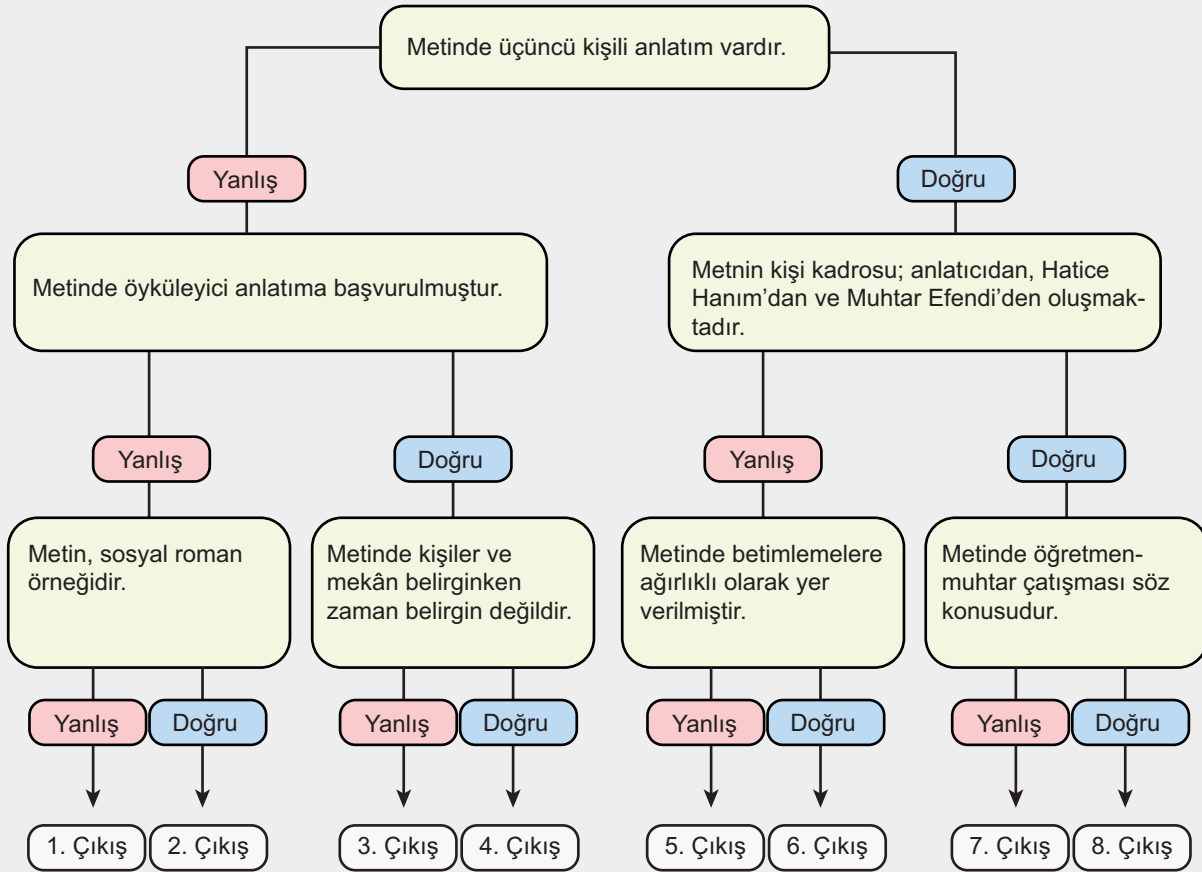 Metinde üçüncü kişili anlatım vardır.
Yanlış
Doğru
Metinde öyküleyici anlatıma başvurulmuştur.
Metnin kişi kadrosu; anlatıcıdan, Hatice
Hanım’dan ve Muhtar Efendi’den oluşmak-
tadır.
Yanlış
Doğru
Yanlış
Doğru
Metin, sosyal roman
örneğidir.
Metinde kişiler ve
mekân belirginken
zaman belirgin değildir.
Metinde betimlemelere
ağırlıklı olarak yer
verilmiştir.
Metinde öğretmen-
muhtar çatışması söz
konusudur.
Yanlış
Doğru
Yanlış
Doğru
Yanlış
Doğru
Yanlış
Doğru
1. Çıkış
2. Çıkış
3. Çıkış
4. Çıkış
5. Çıkış
6. Çıkış
7. Çıkış
8. Çıkış